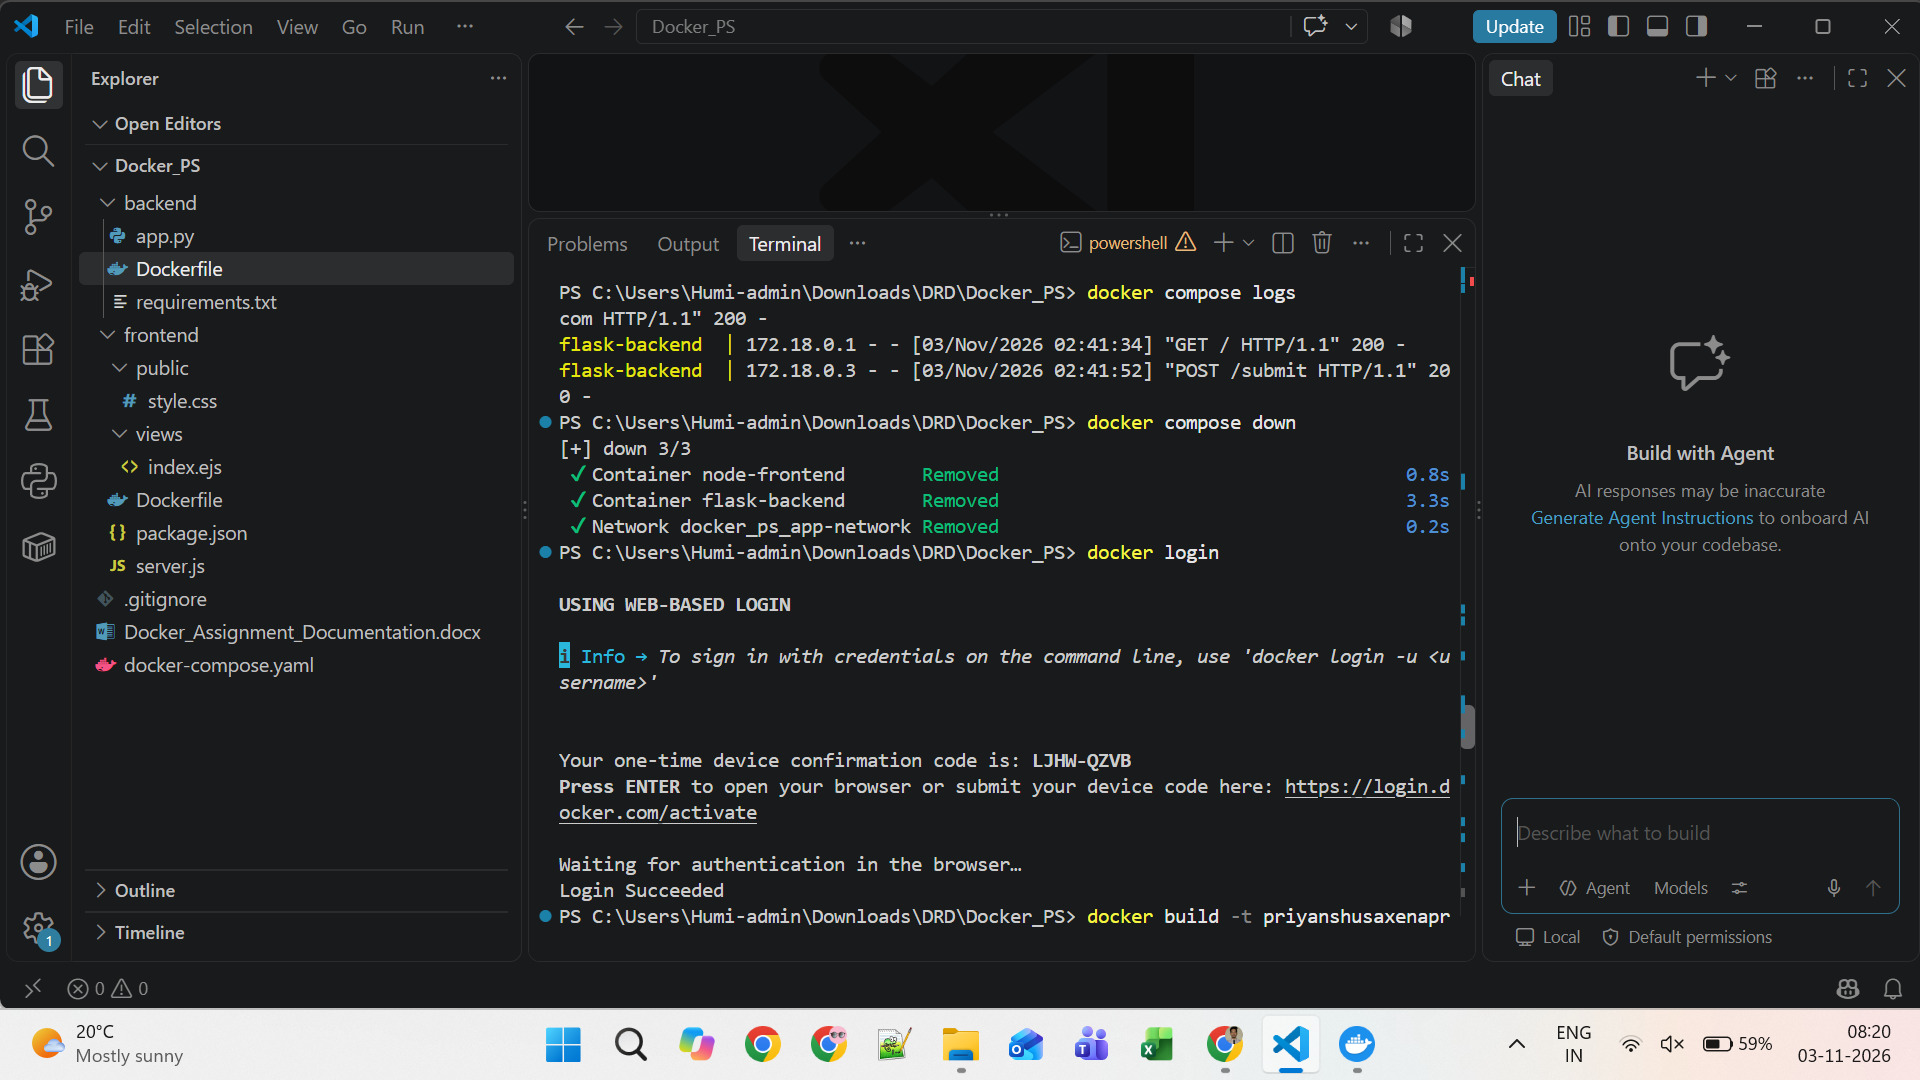 File Edit Selection View Go Run ···
Docker_PS
Update
Explorer
Open Editors
Docker_PS
backend
app.py
Dockerfile
requirements.txt
frontend
public
# style.css
views
<> index.ejs
Dockerfile
{} package.json
JS server.js
.gitignore
Docker_Assignment_Documentation.docx
docker-compose.yaml
Outline
Timeline
1
Problems Output Terminal ···
powershell
PS C:\Users\Humi-admin\Downloads\DRD\Docker_PS> docker compose logs
com HTTP/1.1" 200 -
flask-backend | 172.18.0.1 - - [03/Nov/2026 02:41:34] "GET / HTTP/1.1" 200 -
flask-backend | 172.18.0.3 - - [03/Nov/2026 02:41:52] "POST /submit HTTP/1.1" 20
0 -
PS C:\Users\Humi-admin\Downloads\DRD\Docker_PS> docker compose down
[+] down 3/3
✓ Container node-frontend Removed 0.8s
✓ Container flask-backend Removed 3.3s
✓ Network docker_ps_app-network Removed 0.2s
PS C:\Users\Humi-admin\Downloads\DRD\Docker_PS> docker login
USING WEB-BASED LOGIN
i Info → To sign in with credentials on the command line, use 'docker login -u <u
sername>'
Your one-time device confirmation code is: LJHW-QZVB
Press ENTER to open your browser or submit your device code here: https://login.d
ocker.com/activate
Waiting for authentication in the browser…
Login Succeeded
PS C:\Users\Humi-admin\Downloads\DRD\Docker_PS> docker build -t priyanshusaxenapr
Chat
Build with Agent
AI responses may be inaccurate
Generate Agent Instructions to onboard AI
onto your codebase.
Describe what to build
Agent Models
Local Default permissions
0 0
20°C
Mostly sunny
ENG
IN
59%
08:20
03-11-2026